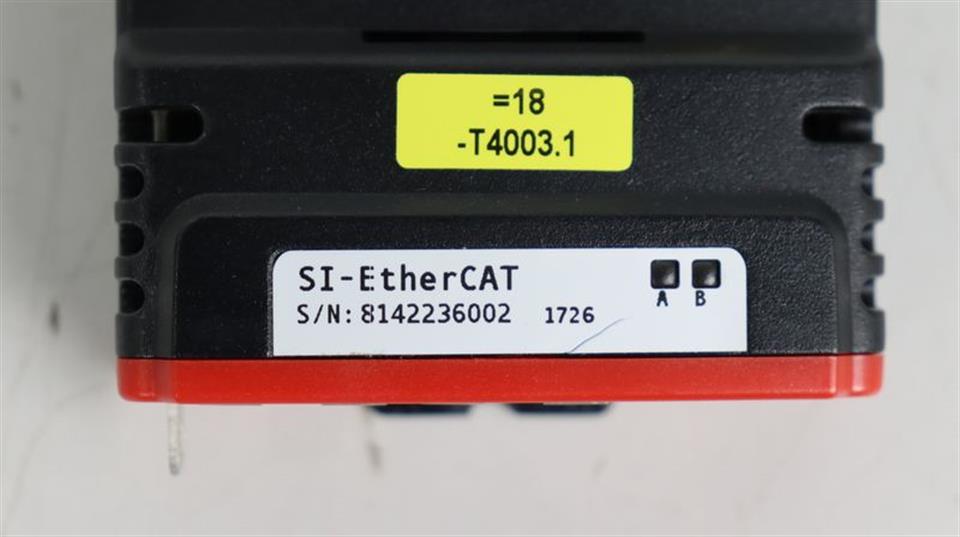 =18
-T4003.1
SI-EtherCAT
S/N: 8142236002 1726
A B